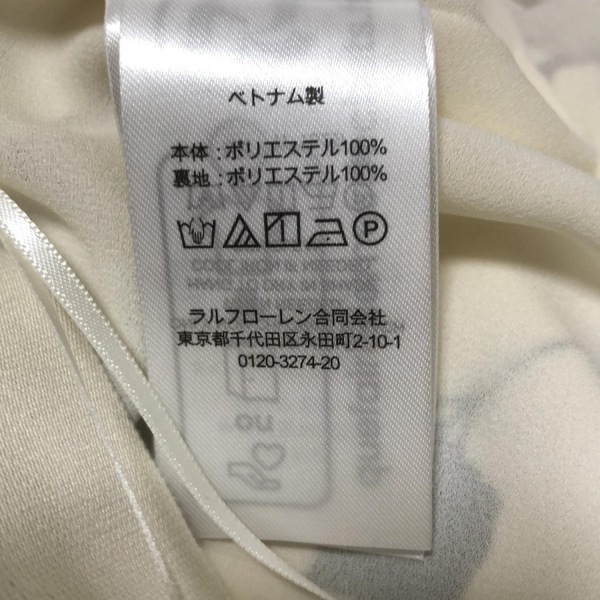 ベトナム製
本体：ポリエステル100%
裏地：ポリエステル100%
P
ラルフローレン合同会社
東京都千代田区永田町2-10-1
0120-3274-20